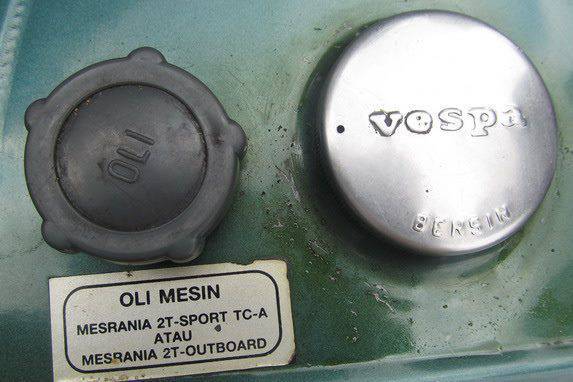 OLI
vespa
BENSIN
OLI MESIN
MESRANIA 2T-SPORT TC-A
ATAU
MESRANIA 2T-OUTBOARD